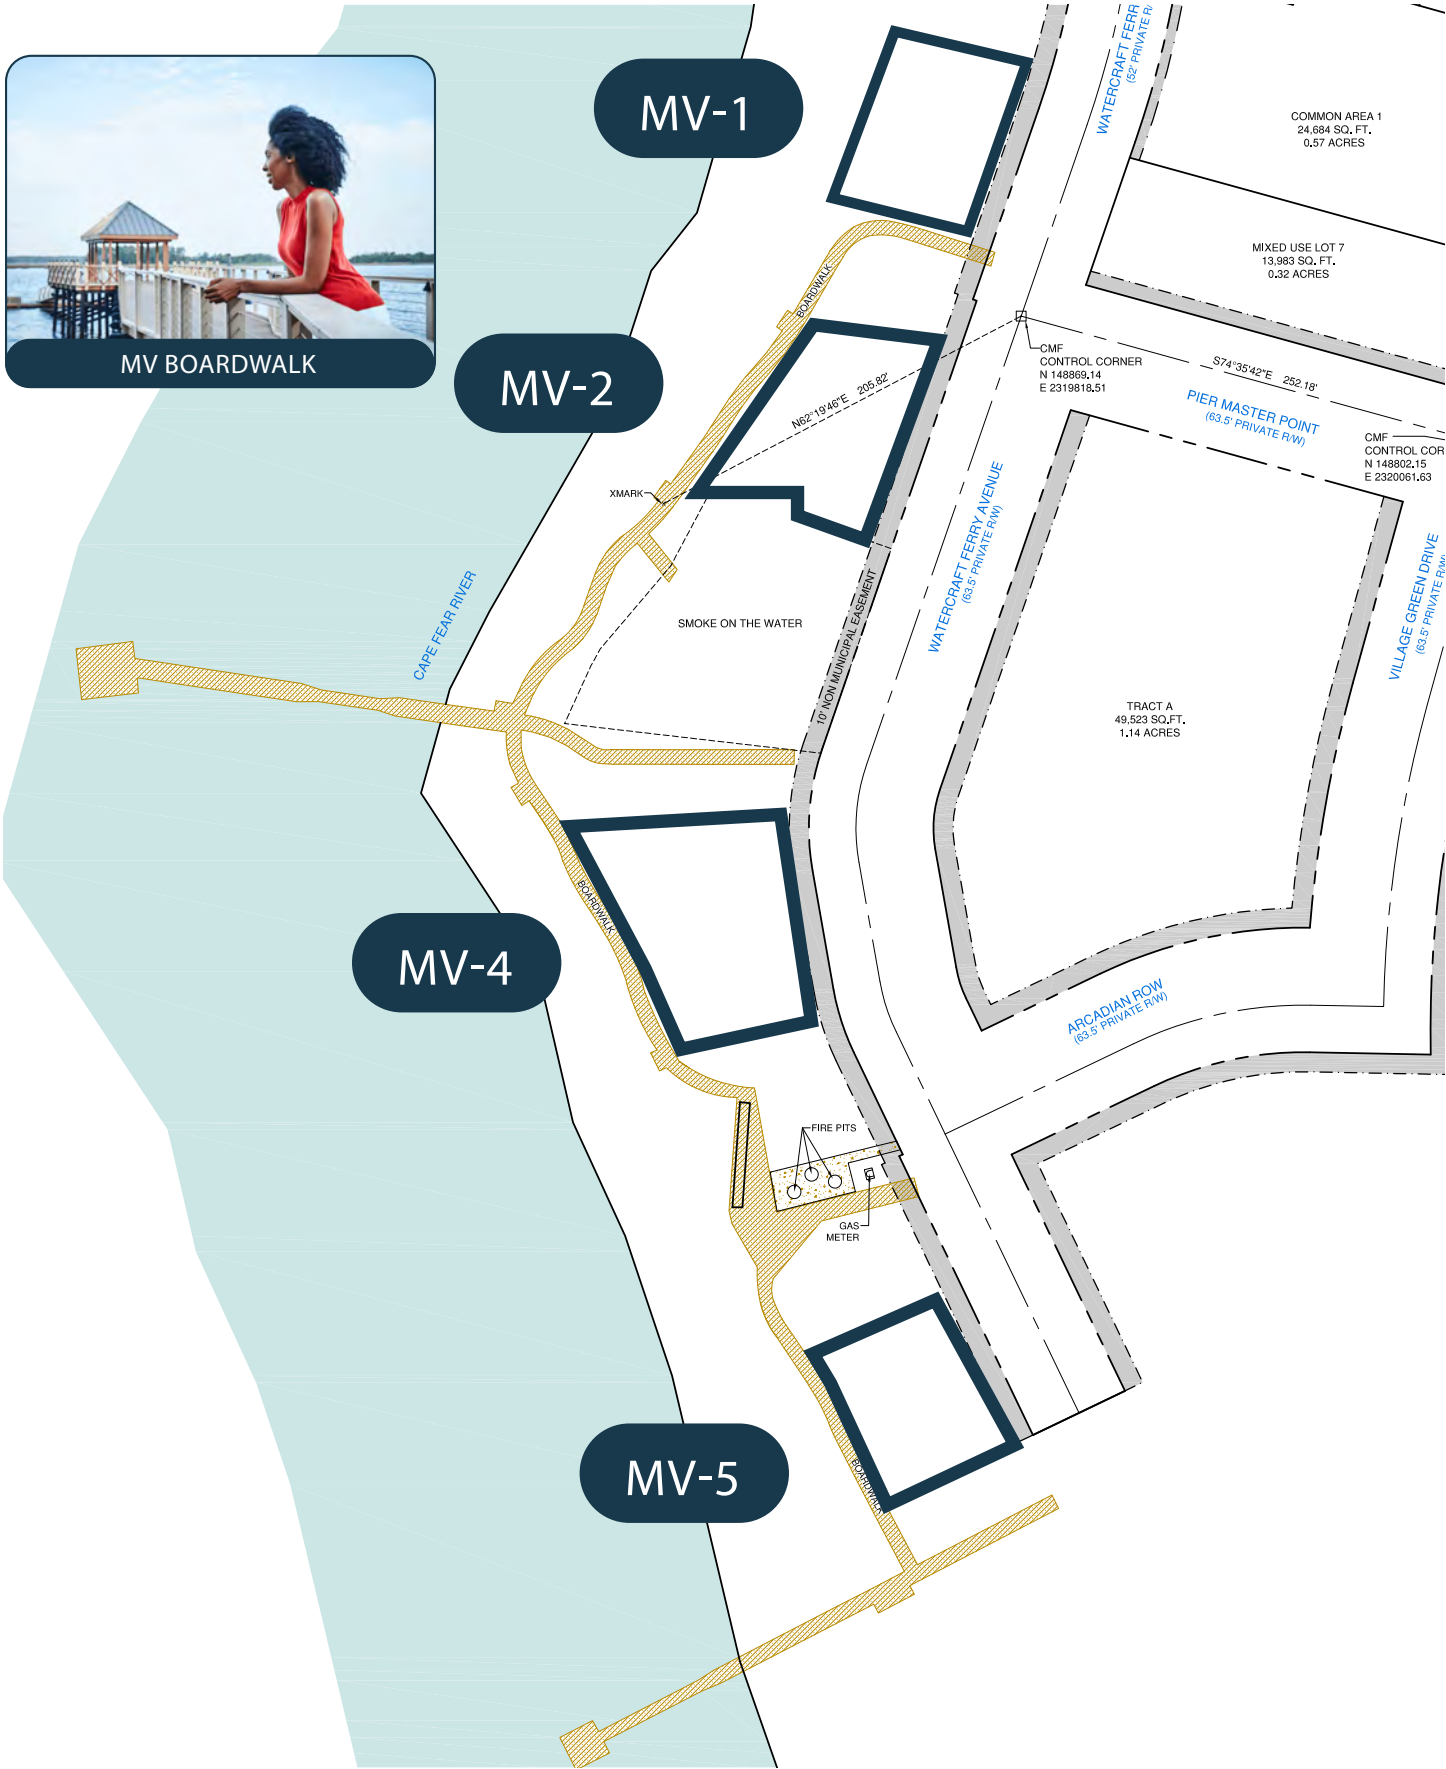 MV-1
WATERCRAFT FERR
(52' PRIVATE R/
COMMON AREA 1
24,684 SQ. FT.
0.57 ACRES
MIXED USE LOT 7
13,983 SQ. FT.
0.32 ACRES
BOARDWALK
MV BOARDWALK
MV-2
CMF
CONTROL CORNER
N 148869.14
E 2319818.51
S74°35'42"E 252.18'
PIER MASTER POINT
(63.5' PRIVATE R/W)
N62°19'46"E 205.82'
CMF
CONTROL COR
N 148802.15
E 2320061.63
XMARK
WATERCRAFT FERRY AVENUE
(63.5' PRIVATE R/W)
VILLAGE GREEN DRIVE
(63.5' PRIVATE R/W)
CAPE FEAR RIVER
SMOKE ON THE WATER
10' NON MUNICIPAL EASEMENT
TRACT A
49,523 SQ.FT.
1.14 ACRES
BOARDWALK
MV-4
ARCADIAN ROW
(63.5' PRIVATE R/W)
FIRE PITS
GAS
METER
MV-5
BOARDWALK